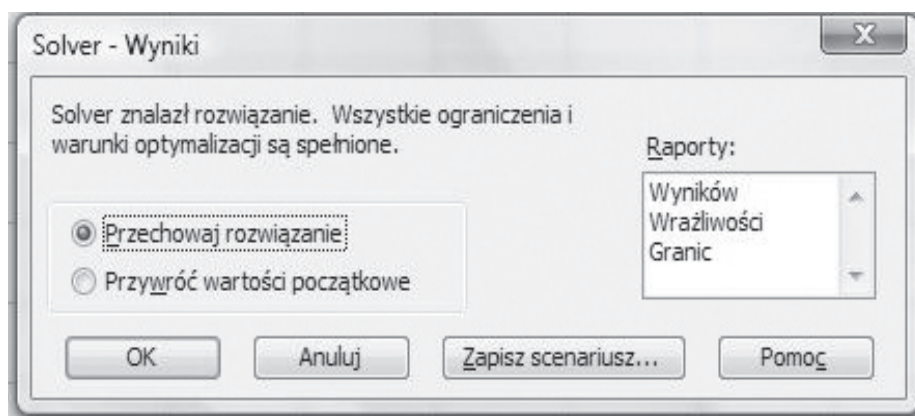 Solver - Wyniki
Solver znalazł rozwiązanie. Wszystkie ograniczenia i
warunki optymalizacji są spełnione.
Raporty:
Wyników
Wrażliwości
Granic
Przechowaj rozwiązanie
Przywróć wartości początkowe
OK
Anuluj
Zapisz scenariusz...
Pomoc